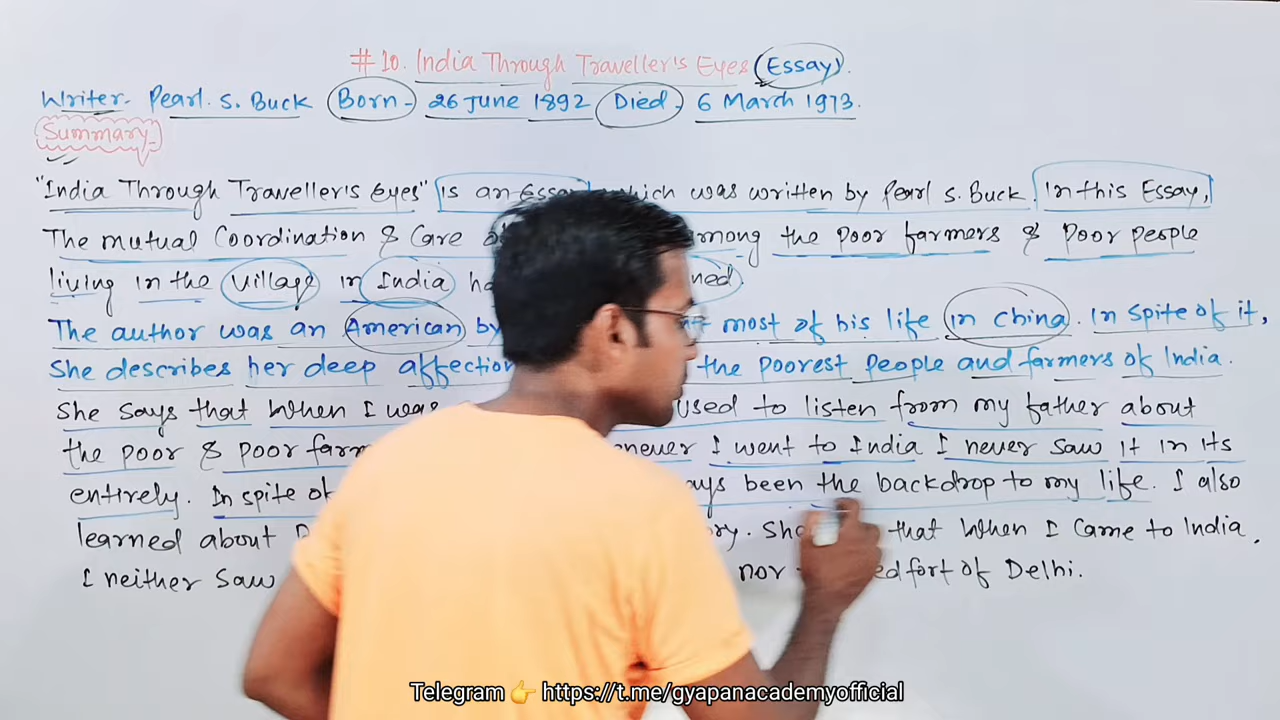 # 10. India Through Traveller's Eyes (Essay).
Writer- Pearl. S. Buck Born- 26 June 1892 Died- 6 March 1973.
Summary
"India Through Traveller's Eyes" is an Essay which was written by Pearl S. Buck. In this Essay,
The mutual Coordination & Care among the poor farmers & poor people
living in the village in India
The author was an American by most of his life in china. In spite of it,
She describes her deep affection the poorest people and farmers of India.
She says that when I was used to listen from my father about
the poor & poor I went to India I never saw it in its
entirely. In spite of been the backdrop to my life. I also
learned about that when I came to India,
I neither saw nor fort of Delhi.
Telegram 👉 https://t.me/gyapanacademyofficial